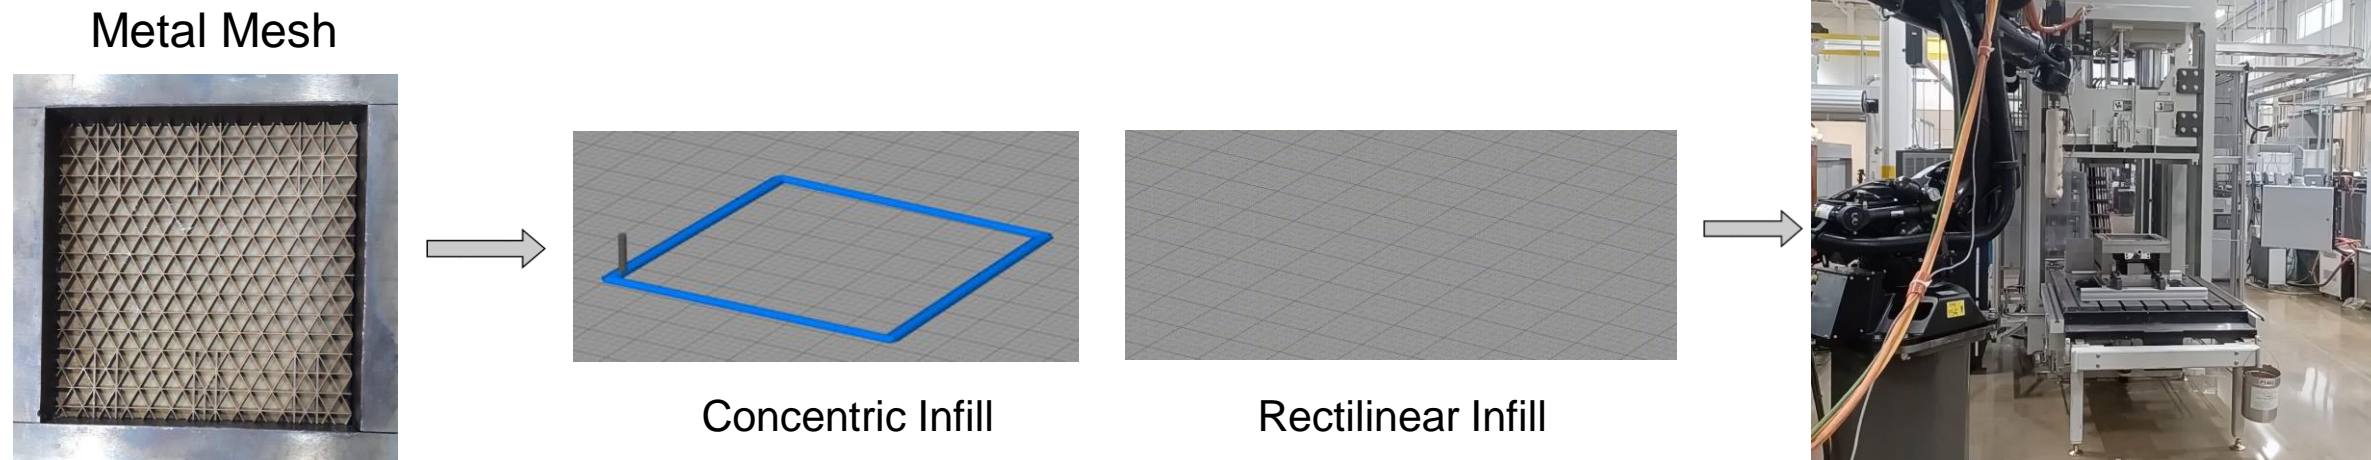 Metal Mesh
Concentric Infill
Rectilinear Infill